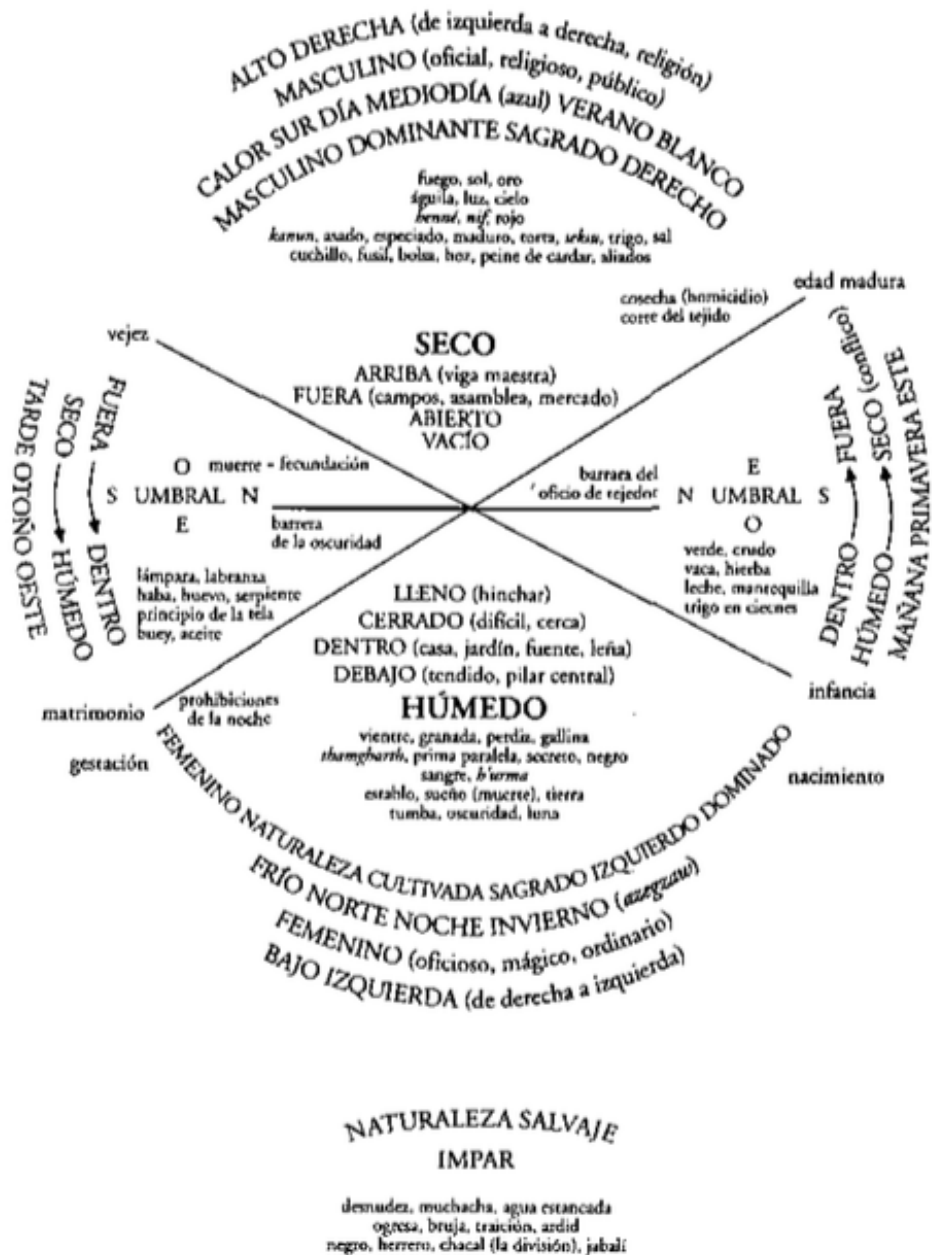 ALTO DERECHA (de izquierda a derecha, religión)
MASCULINO (oficial, religioso, público)
CALOR SUR DÍA MEDIODÍA (azul) VERANO BLANCO
MASCULINO DOMINANTE SAGRADO DERECHO
fuego, sol, oro
águila, luz, cielo
henné, nif, rojo
kanun, asado, especiado, maduro, torta, seksu, trigo, sal
cuchillo, fusil, bolsa, hoz, peine de cardar, aliados
edad madura
cosecha (homicidio)
corte del tejido
vejez
SECO
ARRIBA (viga maestra)
FUERA (campos, asamblea, mercado)
ABIERTO
VACÍO
TARDE OTOÑO OESTE
SECO HÚMEDO
FUERA DENTRO
O
S UMBRAL N
E
muerte - fecundación
barrera
de la oscuridad
lámpara, labranza
haba, huevo, serpiente
principio de la tela
buey, aceite
barrara del
oficio de tejedor
E
N UMBRAL S
O
verde, crudo
vaca, hierba
leche, mantequilla
trigo en ciernes
DENTRO FUERA
HÚMEDO SECO (conflico)
MAÑANA PRIMAVERA ESTE
LLENO (hinchar)
CERRADO (difícil, cerca)
DENTRO (casa, jardín, fuente, leña)
DEBAJO (tendido, pilar central)
HÚMEDO
matrimonio
prohibiciones
de la noche
infancia
gestación
nacimiento
vientre, granada, perdiz, gallina
thamgharth, prima paralela, secreto, negro
sangre, h'urma
establo, sueño (muerte), tierra
tumba, oscuridad, luna
FEMENINO NATURALEZA CULTIVADA SAGRADO IZQUIERDO DOMINADO
FRÍO NORTE NOCHE INVIERNO (azegzaw)
FEMENINO (oficioso, mágico, ordinario)
BAJO IZQUIERDA (de derecha a izquierda)
NATURALEZA SALVAJE
IMPAR
desnudez, muchacha, agua estancada
ogresa, bruja, traición, ardid
negro, herrero, chacal (la división), jabalí